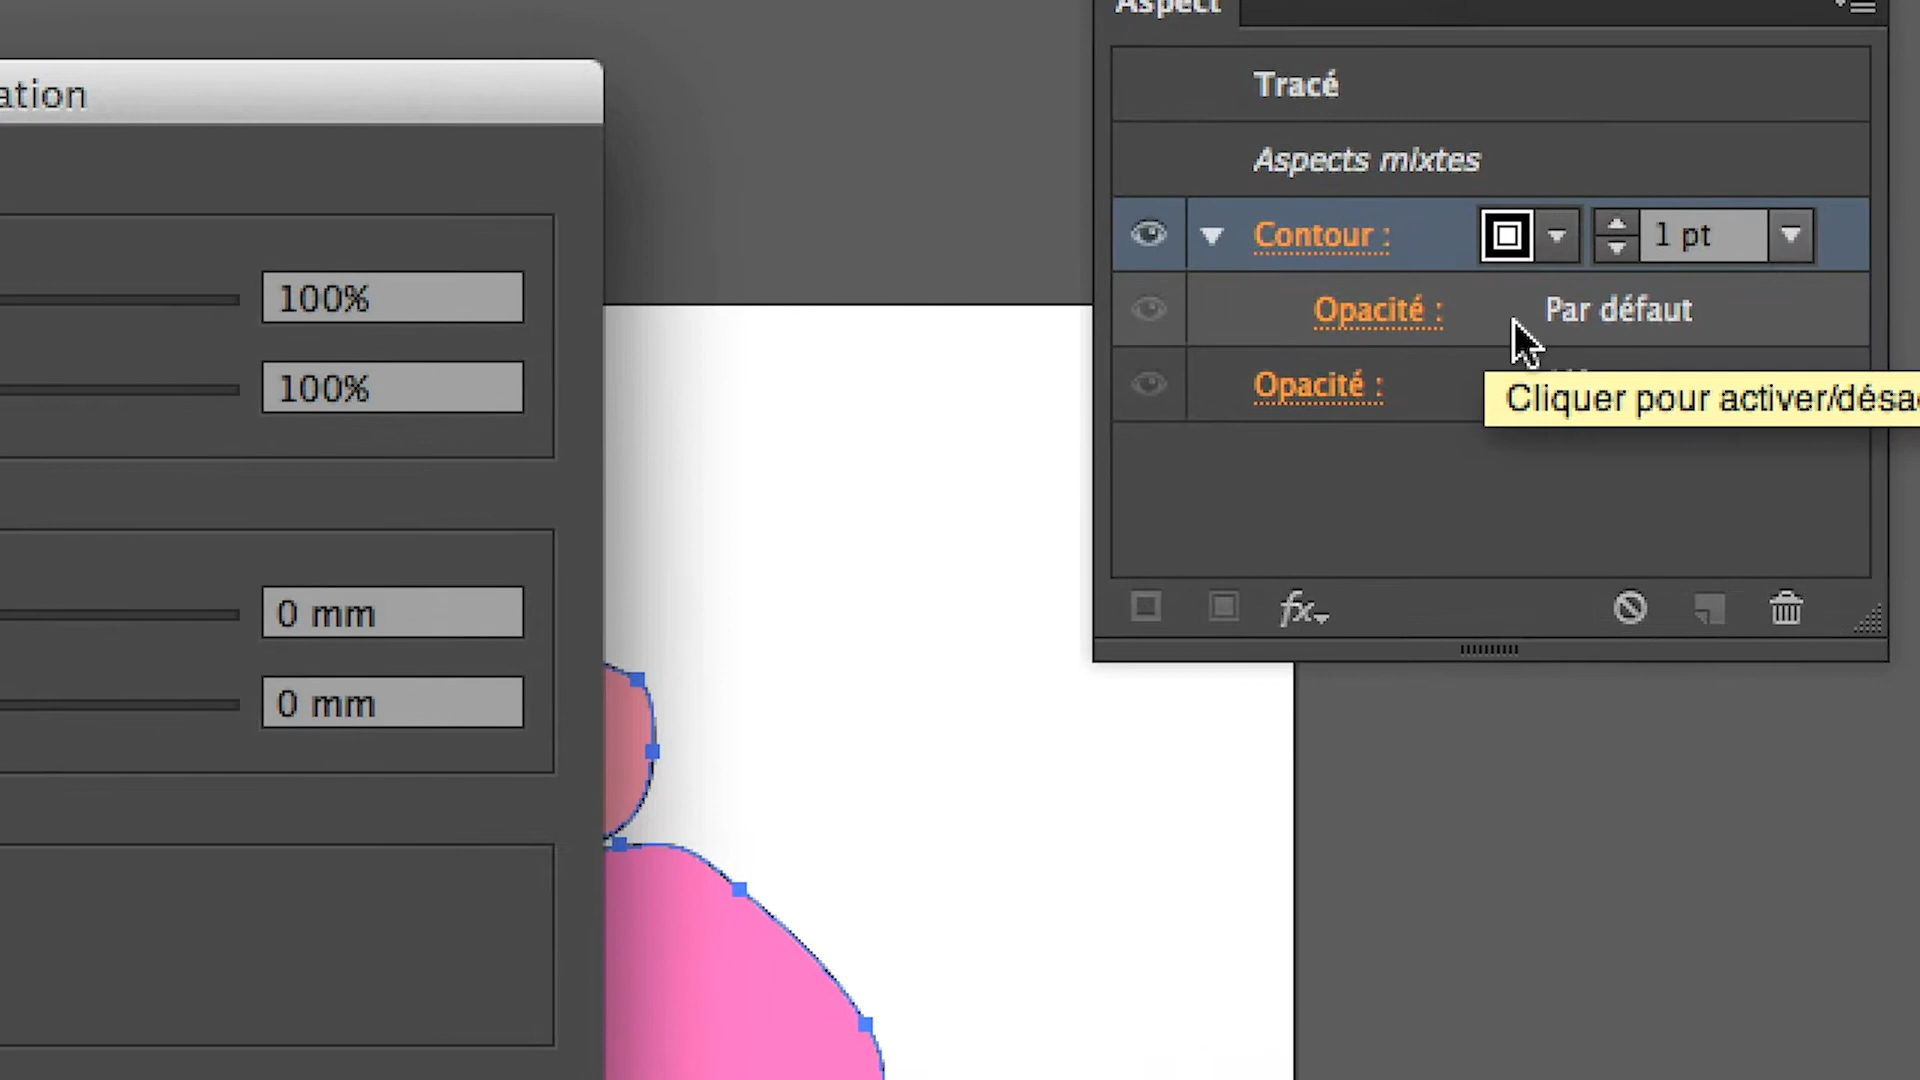 Aspect
ation
Tracé
Aspects mixtes
Contour :
1 pt
100%
Opacité :
Par défaut
100%
Opacité :
Cliquer pour activer/désa
fx
0 mm
0 mm